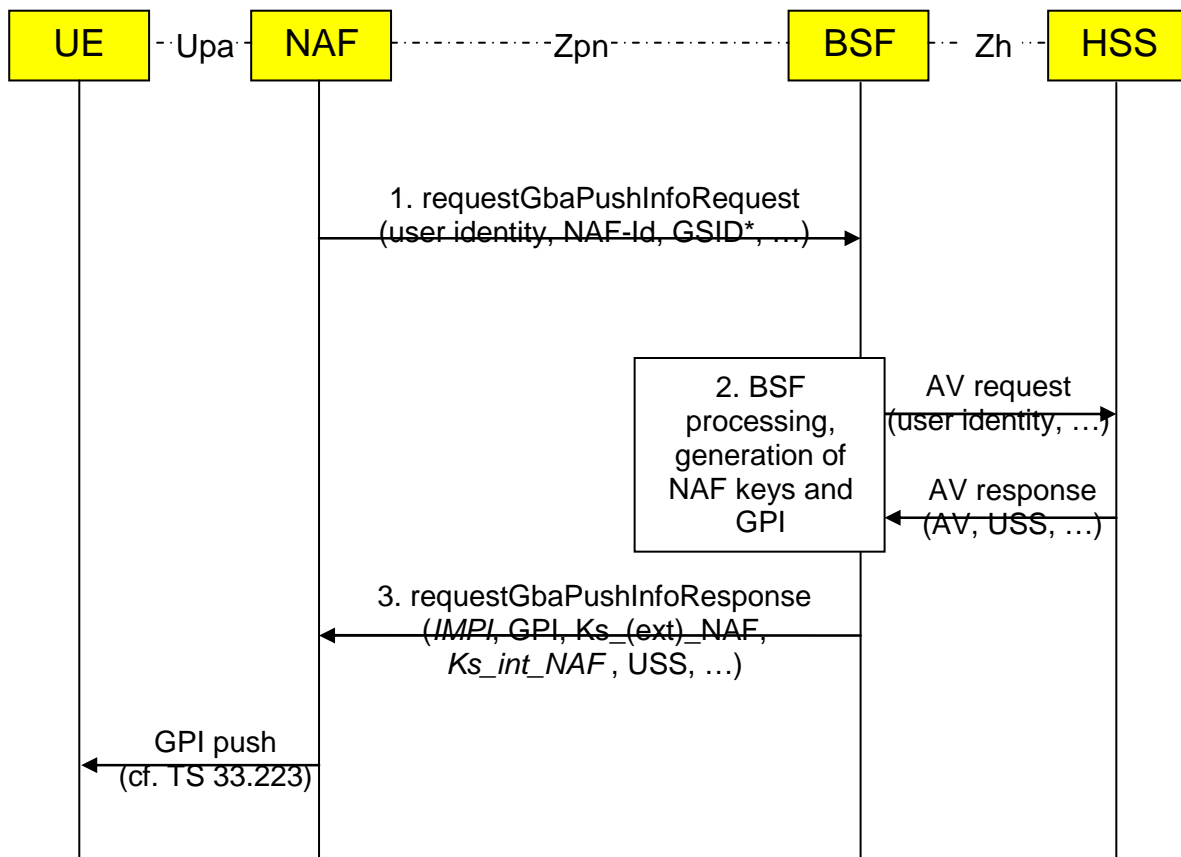 UE Upa NAF Zpn BSF Zh HSS
1. requestGbaPushInfoRequest
(user identity, NAF-Id, GSID*, …)
2. BSF
processing,
generation of
NAF keys and
GPI
AV request
(user identity, …)
AV response
(AV, USS, …)
3. requestGbaPushInfoResponse
(IMPI, GPI, Ks_(ext)_NAF,
Ks_int_NAF , USS, …)
GPI push
(cf. TS 33.223)